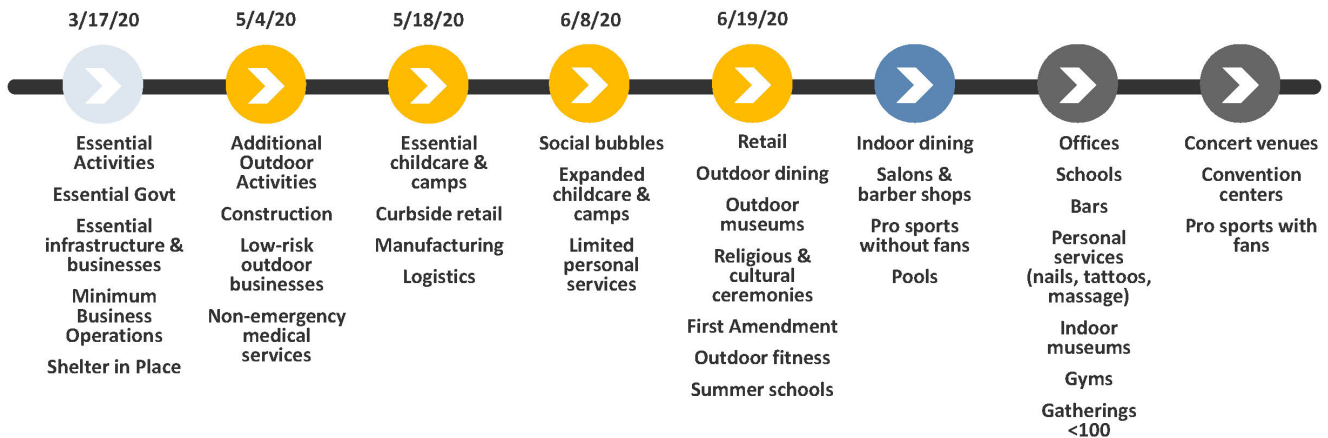 3/17/20
Essential
Activities
Essential Govt
Essential
infrastructure &
businesses
Minimum
Business
Operations
Shelter in Place
5/4/20
Additional
Outdoor
Activities
Construction
Low-risk
outdoor
businesses
Non-emergency
medical
services
5/18/20
Essential
childcare &
camps
Curbside retail
Manufacturing
Logistics
6/8/20
Social bubbles
Expanded
childcare &
camps
Limited
personal
services
6/19/20
Retail
Outdoor dining
Outdoor
museums
Religious &
cultural
ceremonies
First Amendment
Outdoor fitness
Summer schools
Indoor dining
Salons &
barber shops
Pro sports
without fans
Pools
Offices
Schools
Bars
Personal
services
(nails, tattoos,
massage)
Indoor
museums
Gyms
Gatherings
<100
Concert venues
Convention
centers
Pro sports with
fans